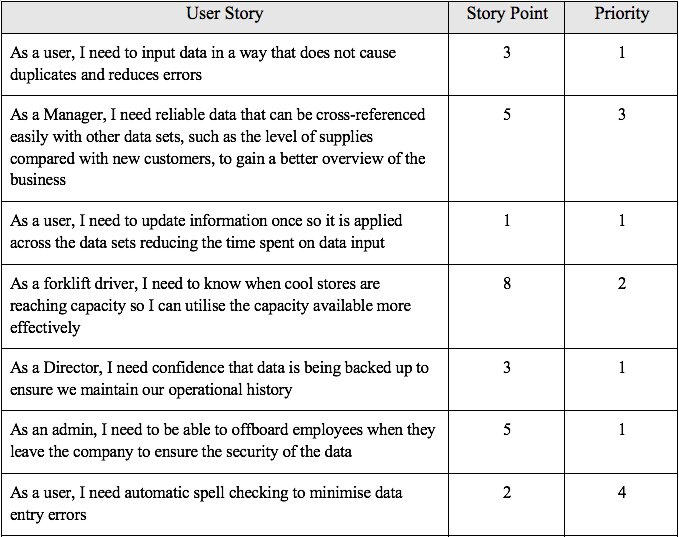 User Story Story Point Priority
As a user, I need to input data in a way that does not cause 3 1
duplicates and reduces errors
As a Manager, I need reliable data that can be cross-referenced 5 3
easily with other data sets, such as the level of supplies
compared with new customers, to gain a better overview of the
business
As a user, I need to update information once so it is applied 1 1
across the data sets reducing the time spent on data input
As a forklift driver, I need to know when cool stores are 8 2
reaching capacity so I can utilise the capacity available more
effectively
As a Director, I need confidence that data is being backed up to 3 1
ensure we maintain our operational history
As an admin, I need to be able to offboard employees when they 5 1
leave the company to ensure the security of the data
As a user, I need automatic spell checking to minimise data 2 4
entry errors